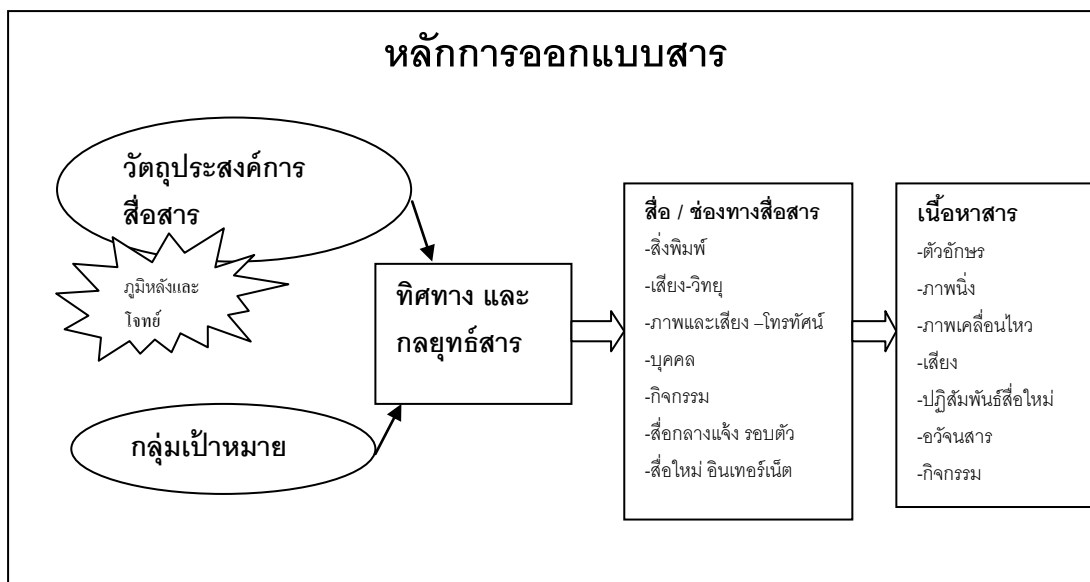 หลักการออกแบบสาร
วัตถุประสงค์การ
สื่อสาร
ภูมิหลังและ
โจทย์
กลุ่มเป้าหมาย
ทิศทาง และ
กลยุทธ์สาร
สื่อ / ช่องทางสื่อสาร
-สิ่งพิมพ์
-เสียง-วิทยุ
-ภาพและเสียง –โทรทัศน์
-บุคคล
-กิจกรรม
-สื่อกลางแจ้ง รอบตัว
-สื่อใหม่ อินเทอร์เน็ต
เนื้อหาสาร
-ตัวอักษร
-ภาพนิ่ง
-ภาพเคลื่อนไหว
-เสียง
-ปฏิสัมพันธ์สื่อใหม่
-อวัจนสาร
-กิจกรรม